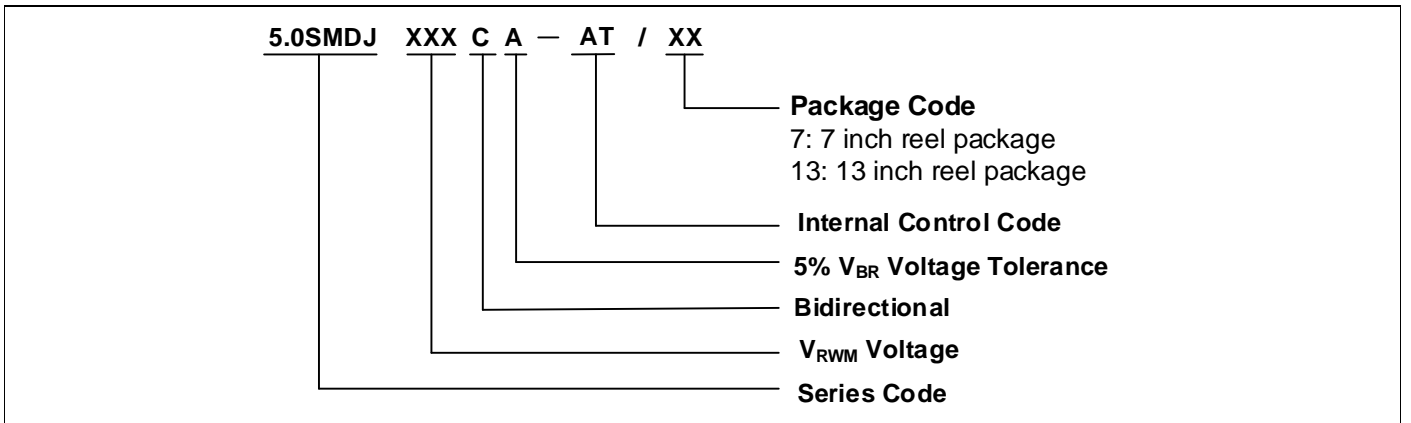 5.0SMDJ XXX C A — AT / XX
Package Code
7: 7 inch reel package
13: 13 inch reel package
Internal Control Code
5% VBR Voltage Tolerance
Bidirectional
VRWM Voltage
Series Code